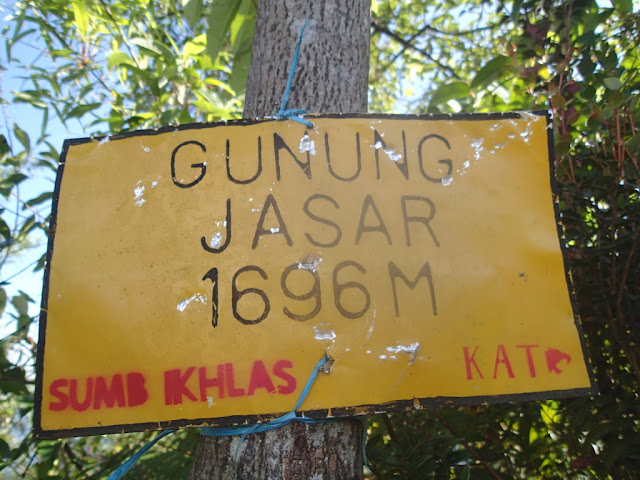 GUNUNG
JASAR
1696M
SUMB IKHLAS
KAT